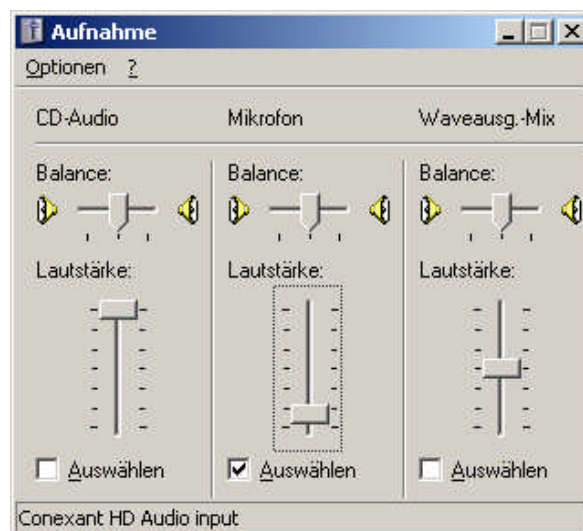 Aufnahme
Optionen ?
CD-Audio Mikrofon Waveausg.-Mix
Balance: Balance: Balance:
Lautstärke: Lautstärke: Lautstärke:
Auswählen Auswählen Auswählen
Conexant HD Audio input